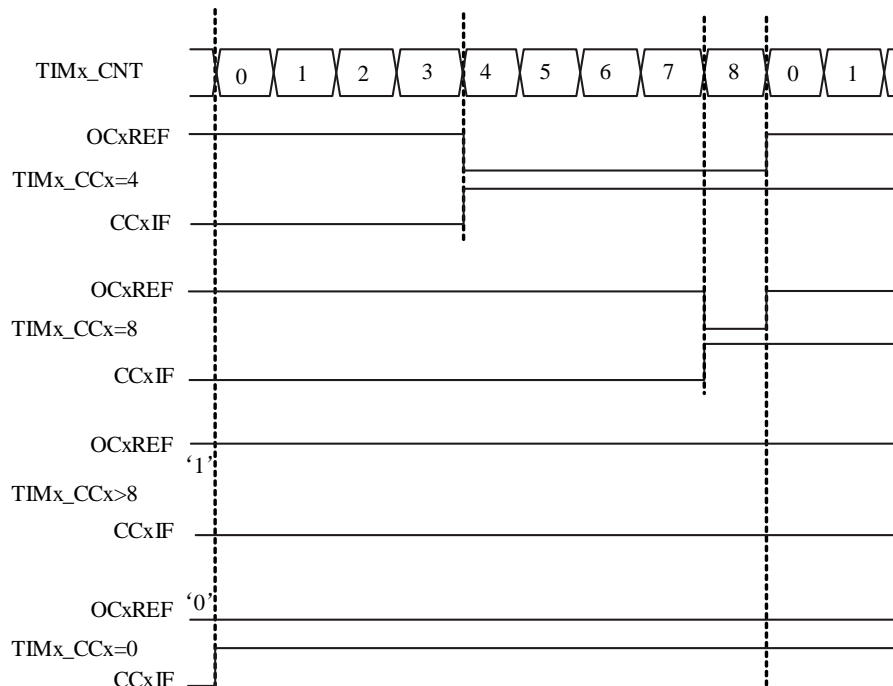 TIMx_CNT 0 1 2 3 4 5 6 7 8 0 1
OCxREF
TIMx_CCx=4
CCxIF
OCxREF
TIMx_CCx=8
CCxIF
OCxREF
‘1’
TIMx_CCx>8
CCxIF
OCxREF ‘0’
TIMx_CCx=0
CCxIF